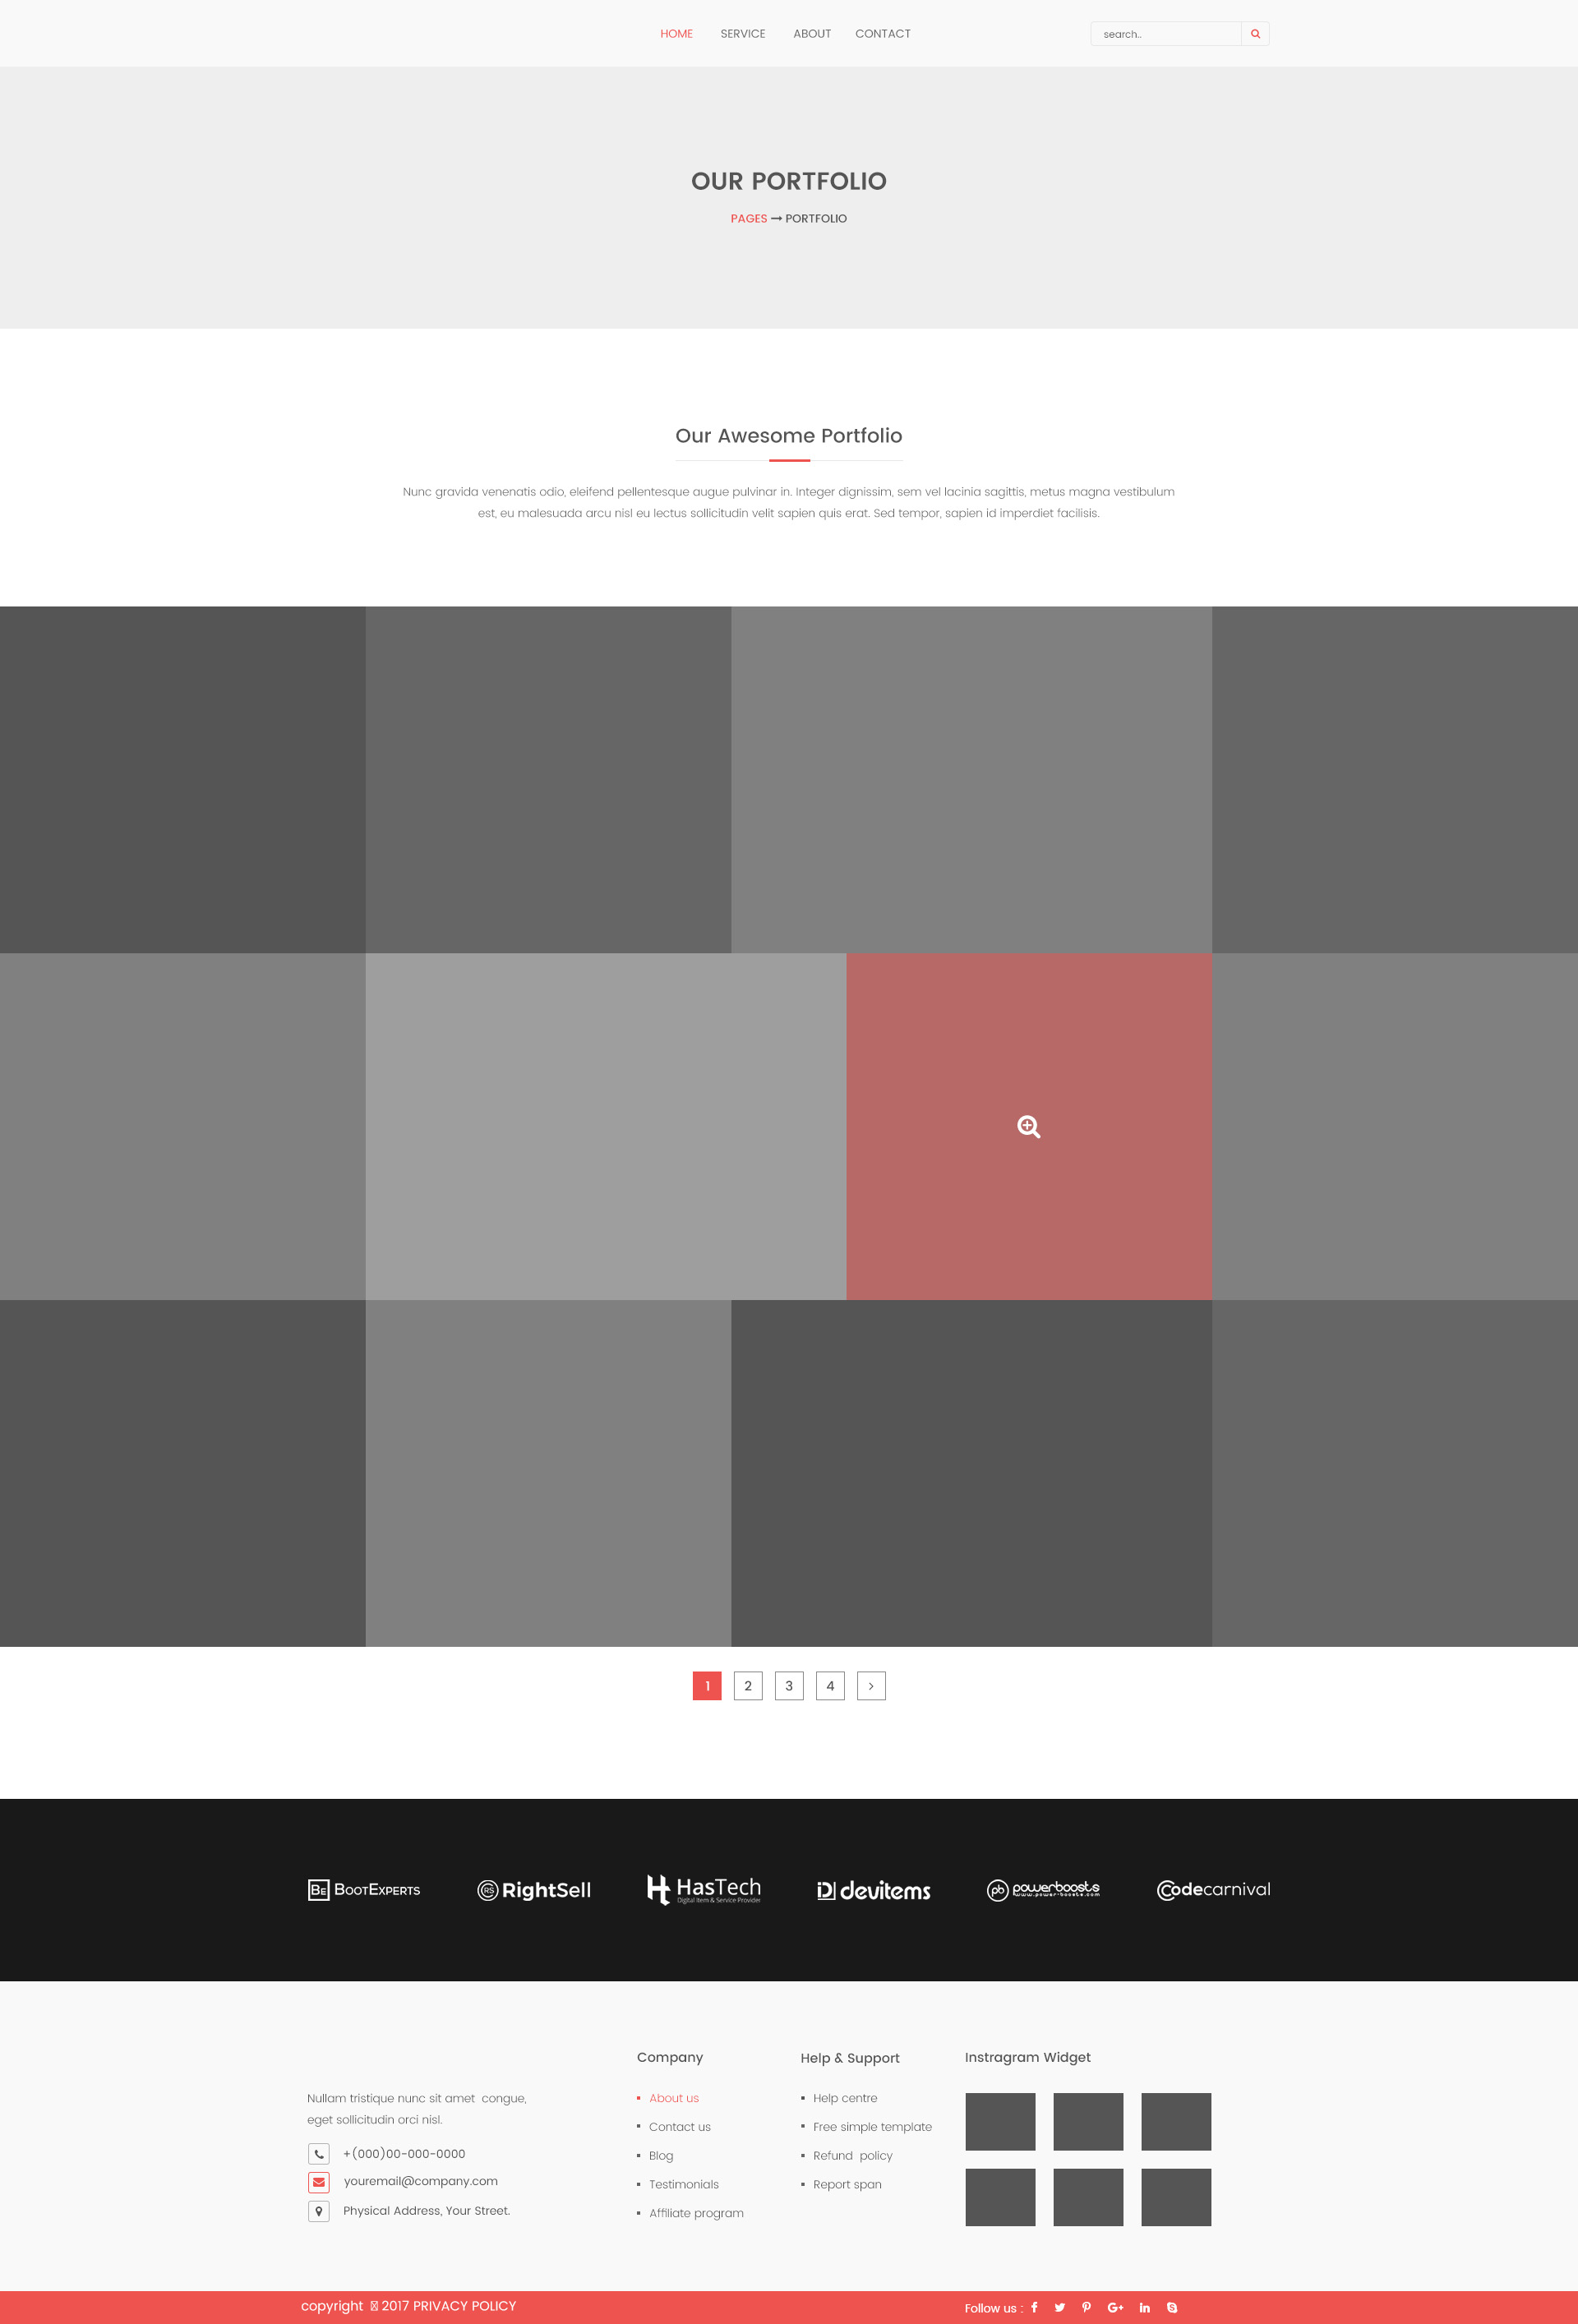 HOME SERVICE ABOUT CONTACT search..
OUR PORTFOLIO
PAGES PORTFOLIO
Our Awesome Portfolio
Nunc gravida venenatis odio, eleifend pellentesque augue pulvinar in. Integer dignissim, sem vel lacinia sagittis, metus magna vestibulum
est, eu malesuada arcu nisl eu lectus sollicitudin velit sapien quis erat. Sed tempor, sapien id imperdiet facilisis.
1 2 3 4 >
BE BOOTEXPERTS
RS RightSell
HasTech
Digital Item & Service Provider
devitems
pb powerboosts
www.power-boosts.com
Codecarnival
Nullam tristique nunc sit amet congue,
eget sollicitudin orci nisl.
+(000)00-000-0000
youremail@company.com
Physical Address, Your Street.
Company
About us
Contact us
Blog
Testimonials
Affiliate program
Help & Support
Help centre
Free simple template
Refund policy
Report span
Instragram Widget
copyright 2017 PRIVACY POLICY
Follow us :